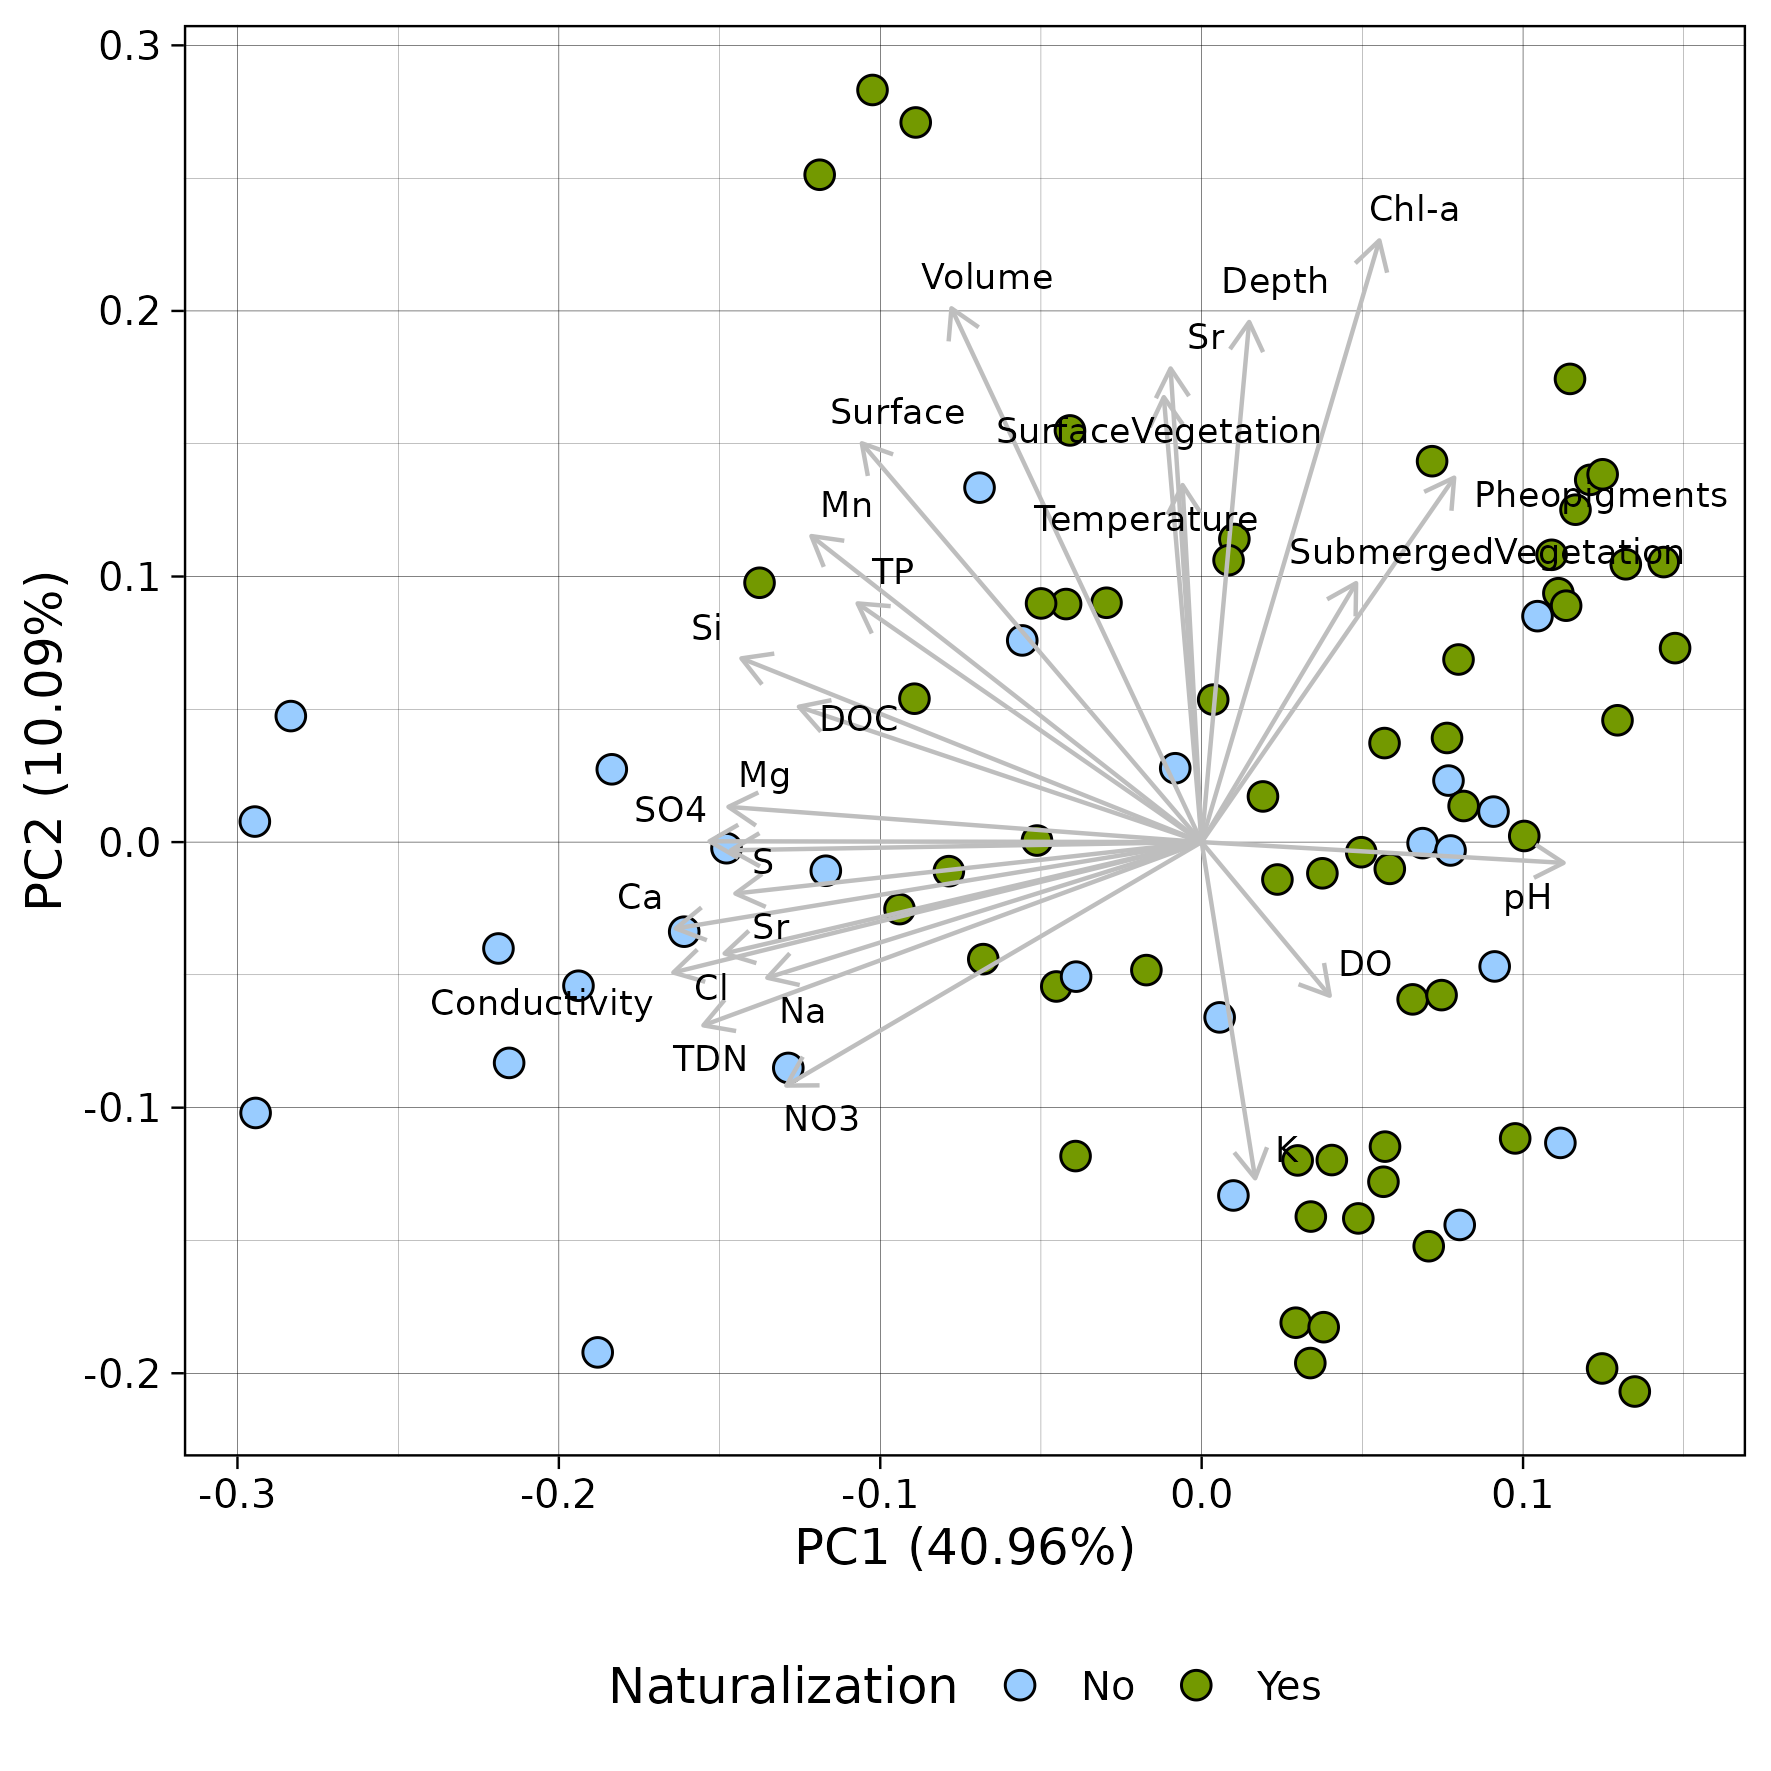 0.3
Chl-a
Volume
Depth
0.2
Sr
Surface
SurfaceVegetation
Mn
Pheopigments
Temperature
SubmergedVegetation
0.1
TP
Si
DOC
Mg
SO4
0.0
S
Ca
pH
Sr
DO
Cl
Conductivity
Na
TDN
-0.1
NO3
K
-0.2
PC2 (10.09%)
-0.3 -0.2 -0.1 0.0 0.1
PC1 (40.96%)
Naturalization No Yes